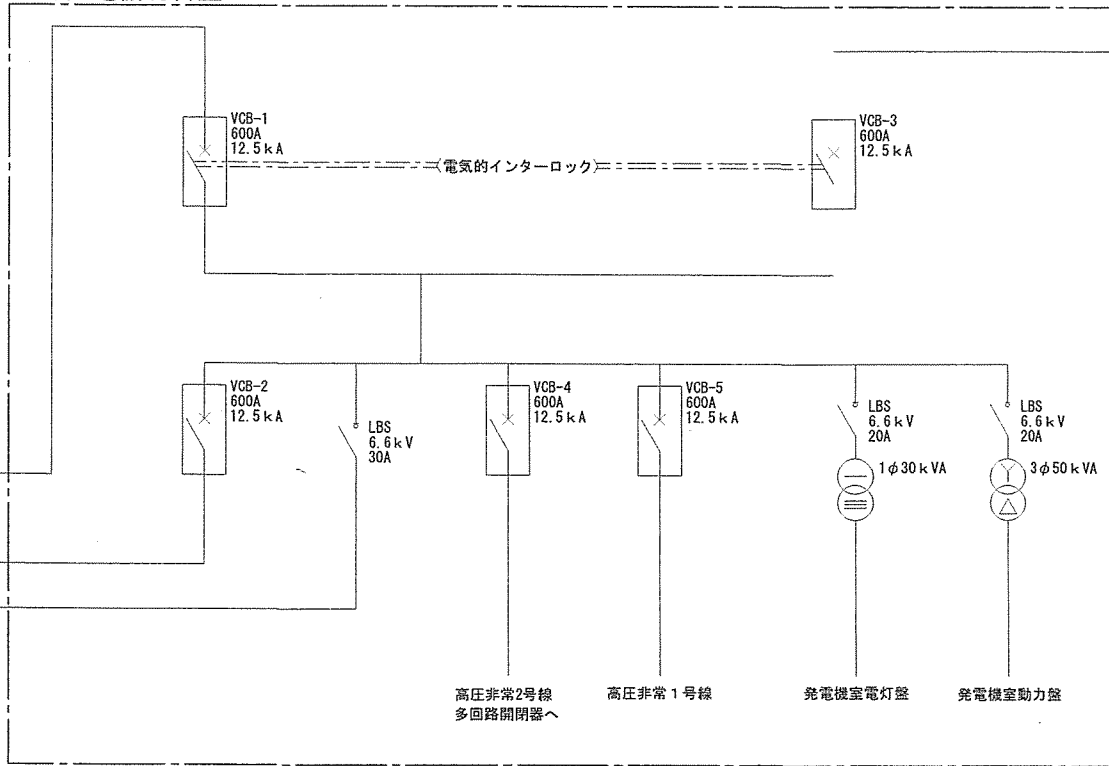 VCB-1
600A
12.5kA
(電気的インターロック)
VCB-3
600A
12.5kA
VCB-2
600A
12.5kA
LBS
6.6kV
30A
VCB-4
600A
12.5kA
VCB-5
600A
12.5kA
LBS
6.6kV
20A
1φ30kVA
LBS
6.6kV
20A
3φ50kVA
高圧非常2号線
多回路開閉器へ
高圧非常1号線
発電機室電灯盤
発電機室動力盤